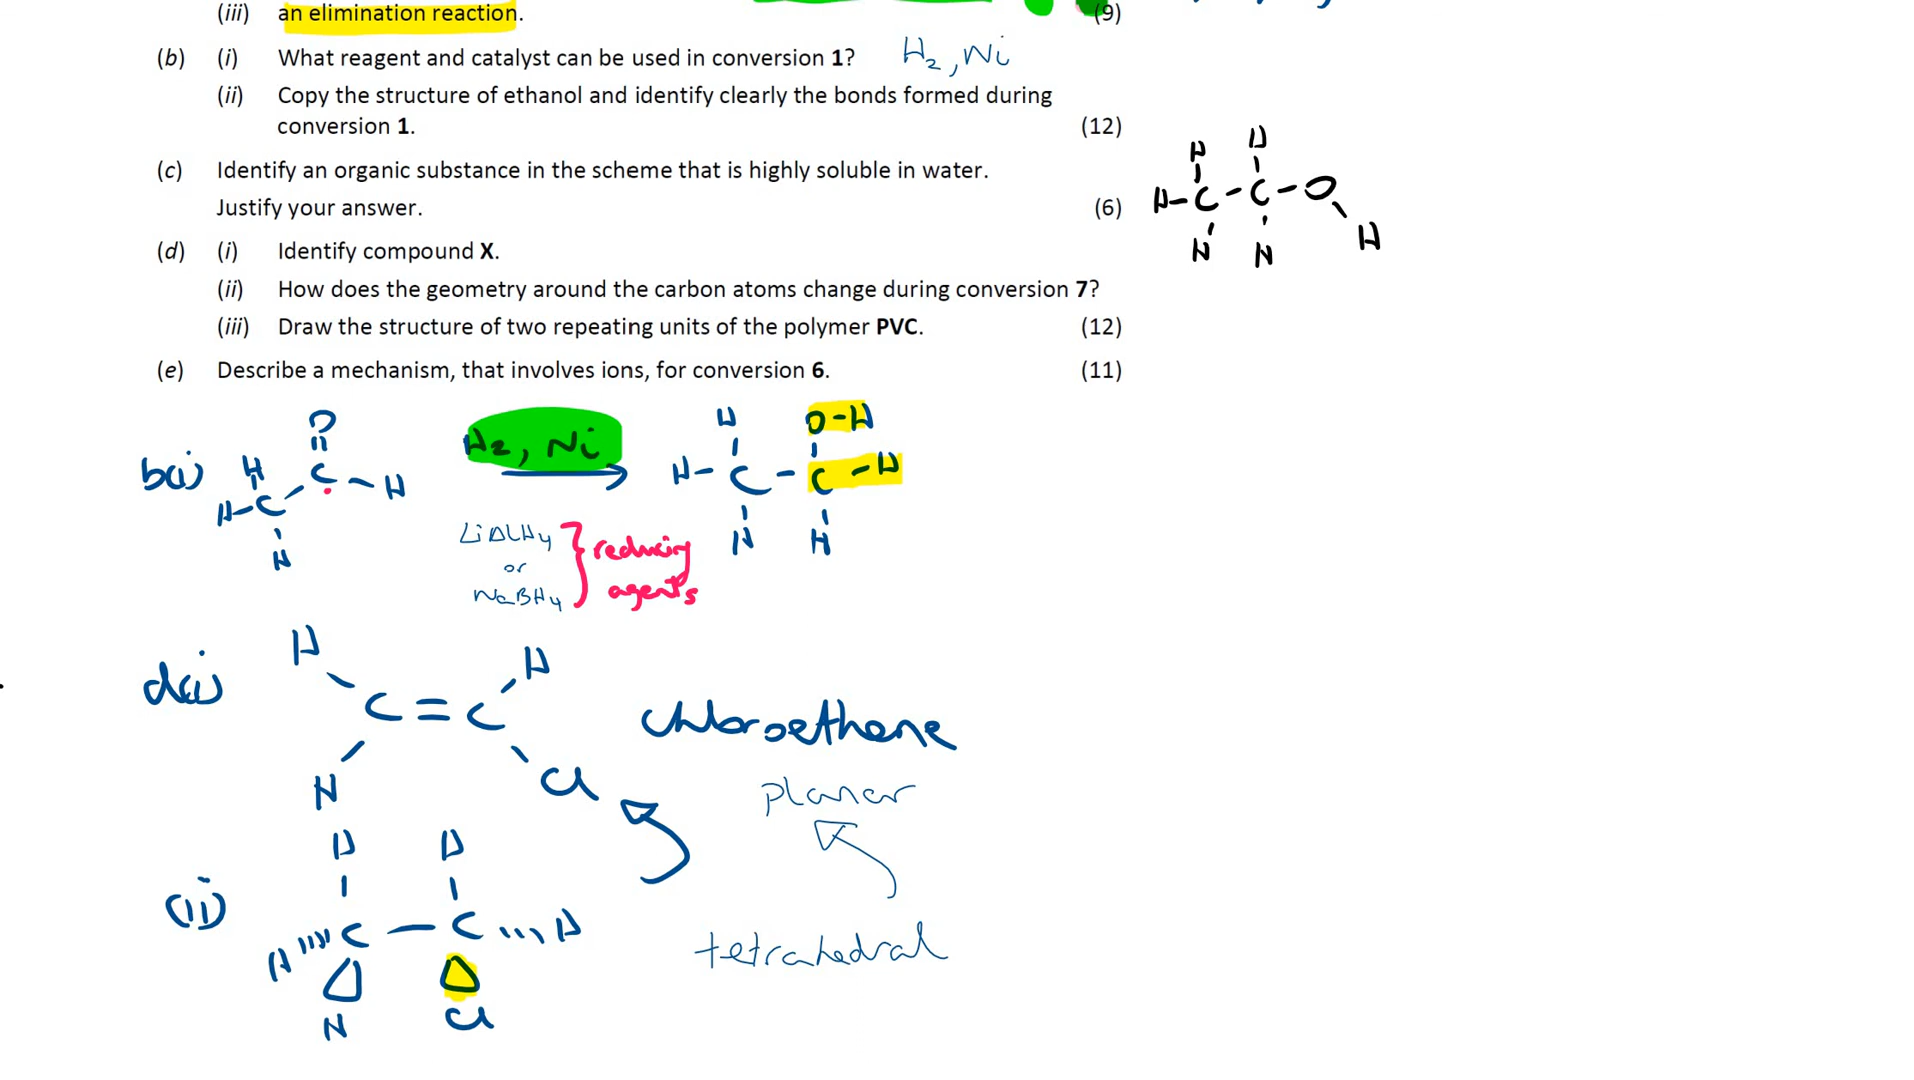 (iii) an elimination reaction. (9)
(b) (i) What reagent and catalyst can be used in conversion 1? H2, Ni
(ii) Copy the structure of ethanol and identify clearly the bonds formed during
conversion 1. (12)
(c) Identify an organic substance in the scheme that is highly soluble in water.
Justify your answer. (6)
H H
H-C-C-O
H H H
(d) (i) Identify compound X.
(ii) How does the geometry around the carbon atoms change during conversion 7?
(iii) Draw the structure of two repeating units of the polymer PVC. (12)
(e) Describe a mechanism, that involves ions, for conversion 6. (11)
b(i)
O
H C H
H-C
H
H2, Ni
H O-H
H-C-C-H
H H
LiAlH4
or
NaBH4
reducing
agents
d(i)
H H
C=C
H Cl
chloroethene
planar
(ii)
H H
H C-C H
H Cl
tetrahedral